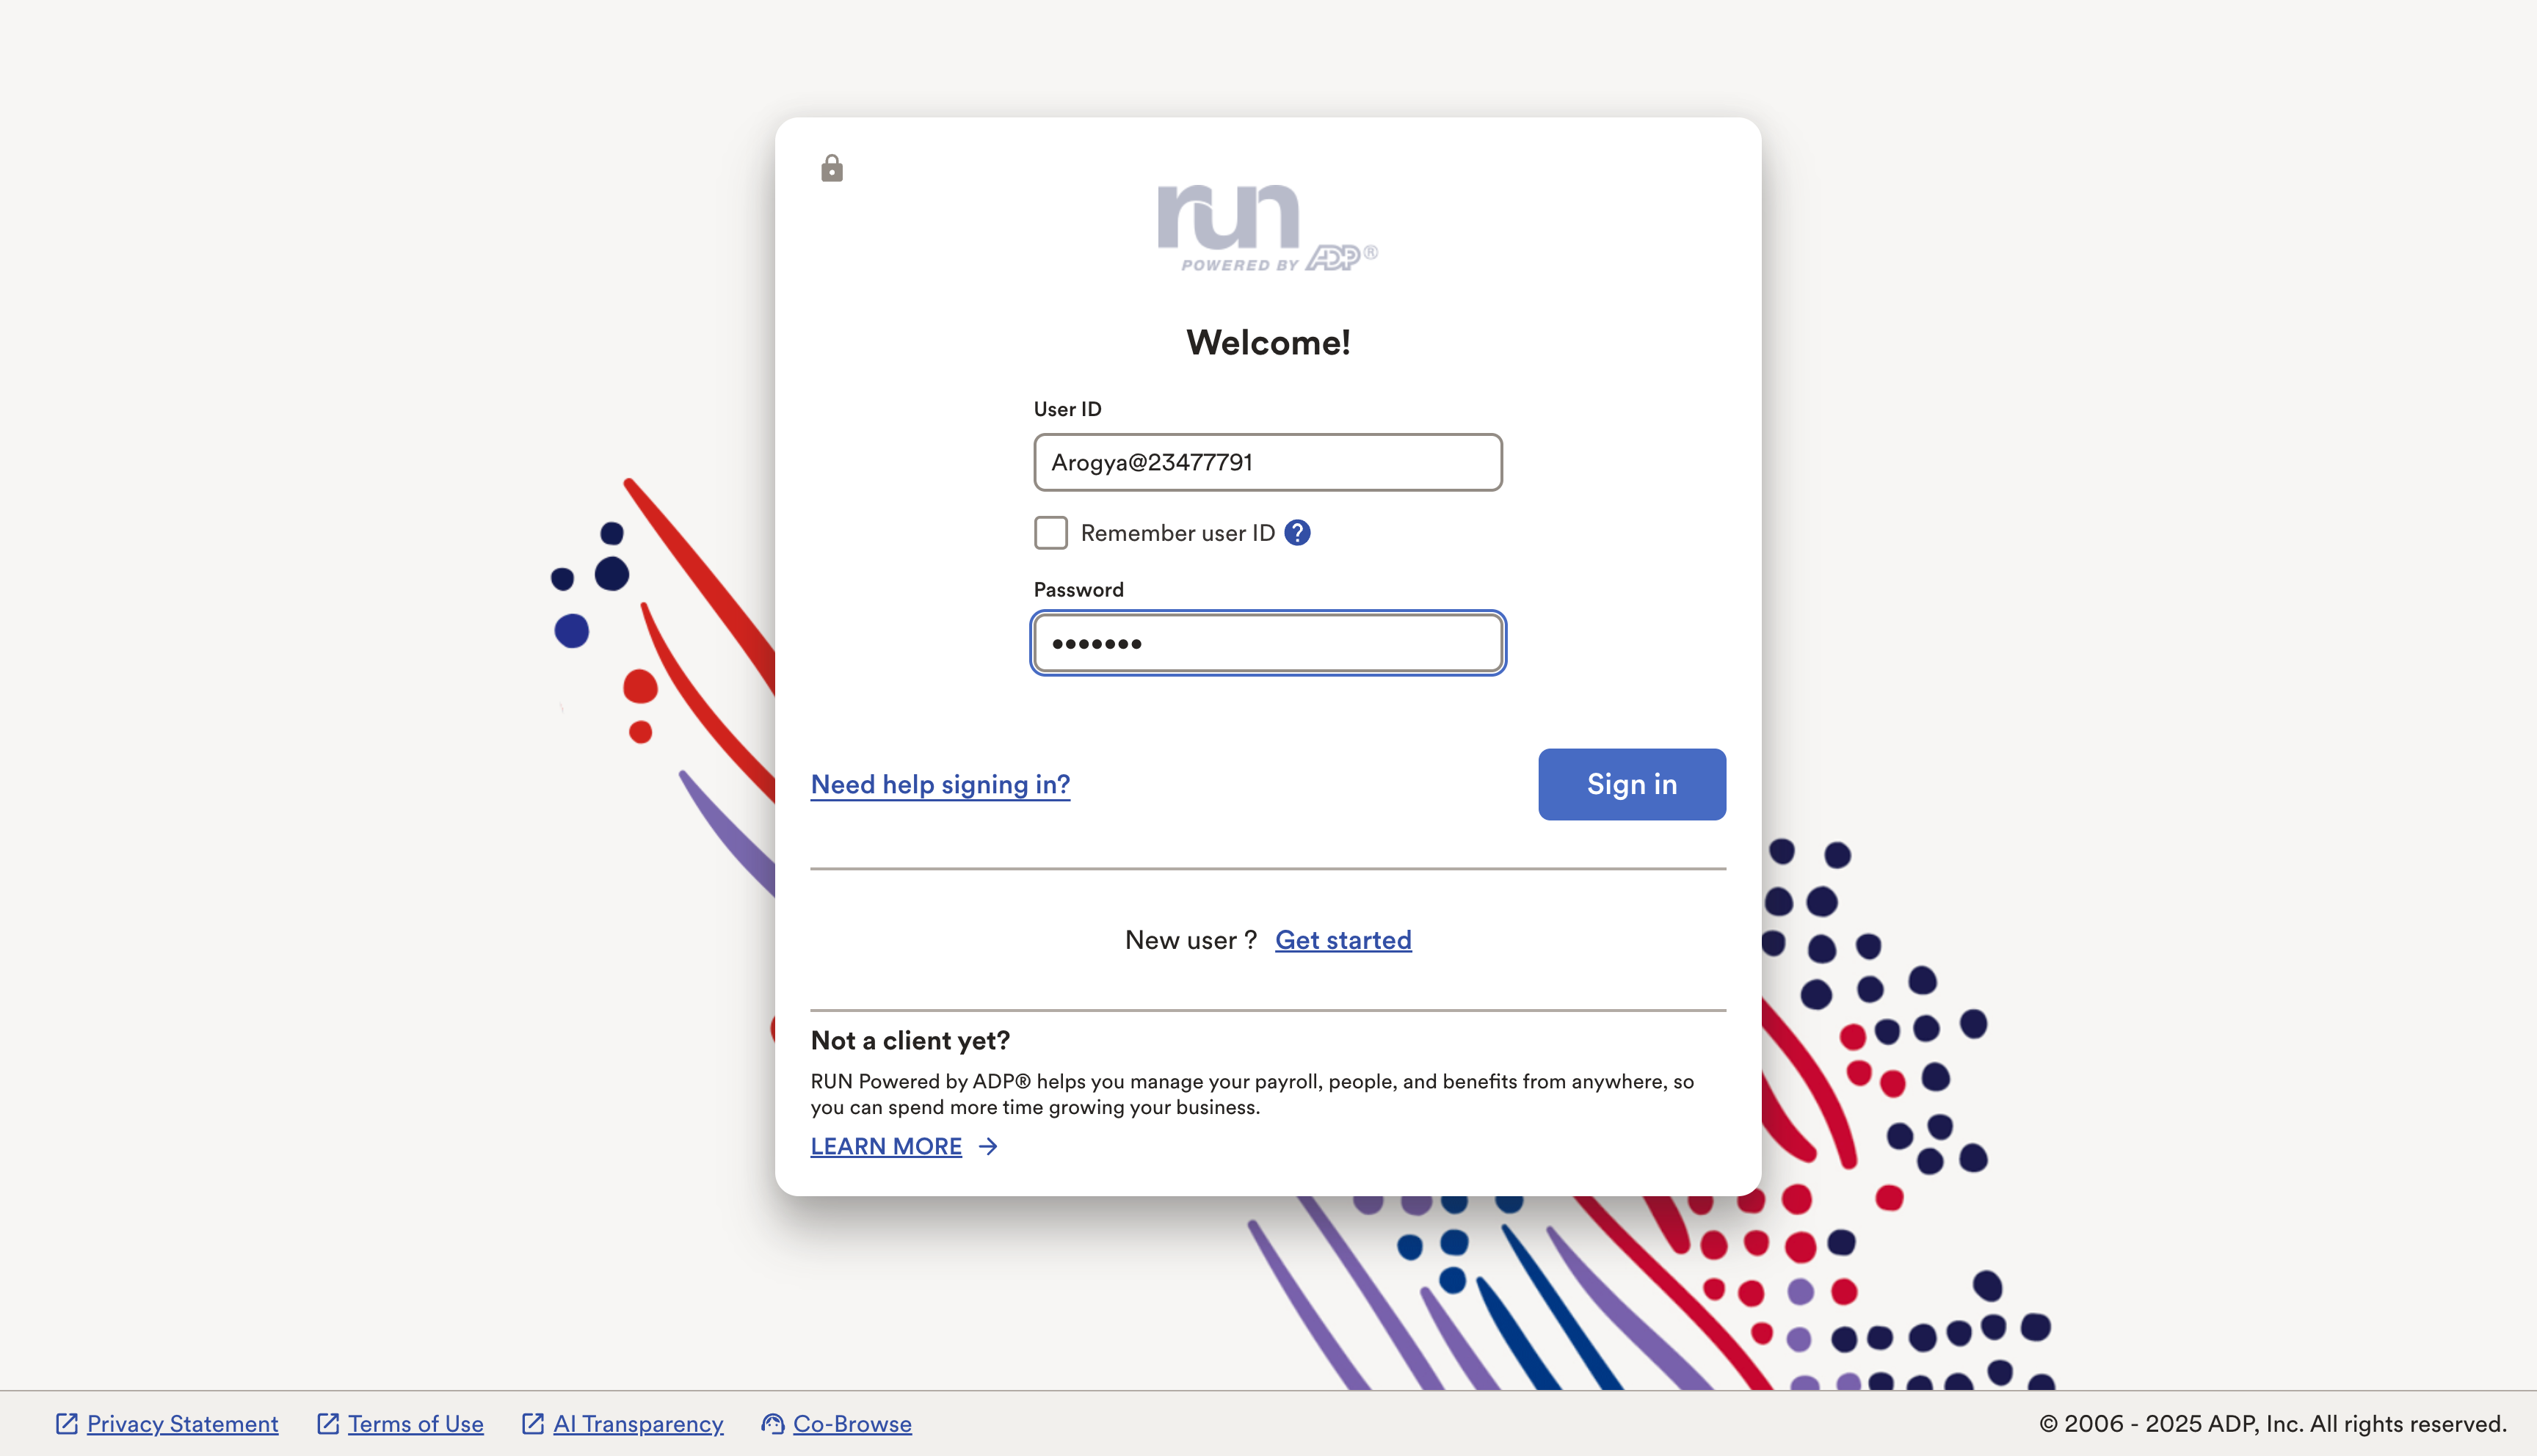 run
POWERED BY ADP®
Welcome!
User ID
Arogya@23477791
Remember user ID ?
Password
•••••••
Need help signing in?
Sign in
New user ? Get started
Not a client yet?
RUN Powered by ADP® helps you manage your payroll, people, and benefits from anywhere, so
you can spend more time growing your business.
LEARN MORE →
Privacy Statement Terms of Use AI Transparency Co-Browse © 2006 - 2025 ADP, Inc. All rights reserved.